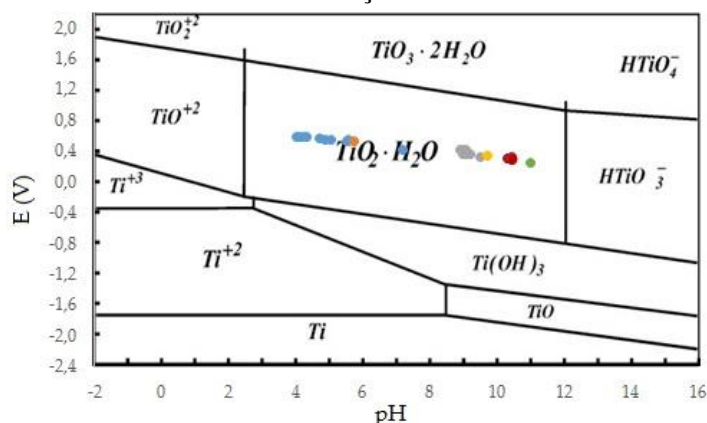 2,0
1,6
1,2
0,8
0,4
0,0
-0,4
-0,8
-1,2
-1,6
-2,0
-2,4
E (V)
TiO₂⁺²
TiO₃ · 2H₂O
HTiO₄⁻
TiO⁺²
TiO₂ · H₂O
HTiO₃⁻
Ti⁺³
Ti⁺²
Ti(OH)₃
TiO
Ti
-2 0 2 4 6 8 10 12 14 16
pH